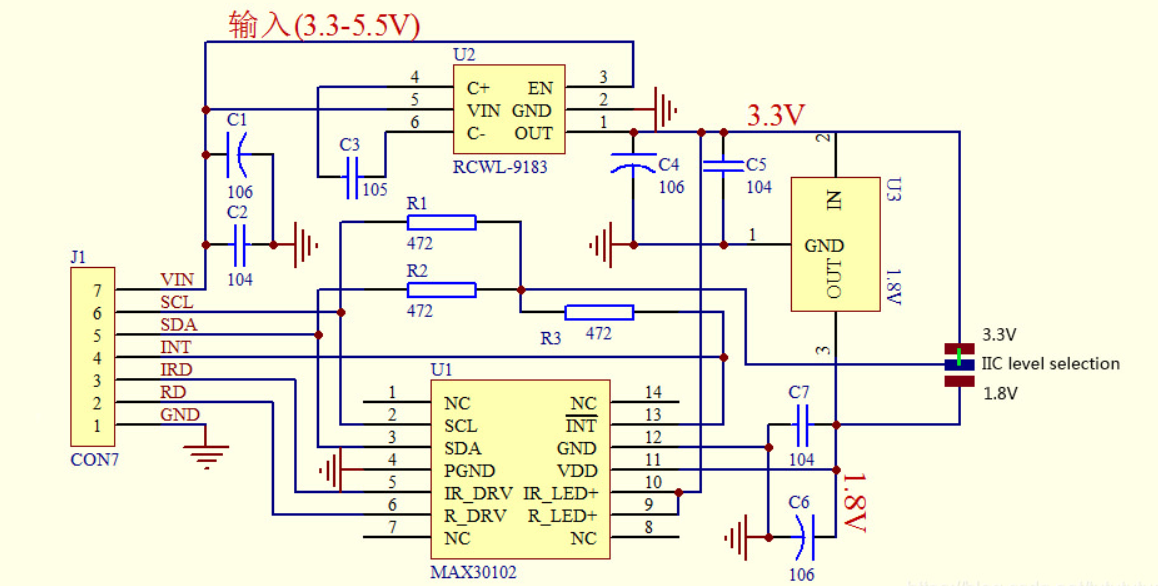 输入(3.3-5.5V)
U2
4 C+ EN 3
5 VIN GND 2
6 C- OUT 1
RCWL-9183
3.3V
C1
106
C2
104
C3
105
C4
106
C5
104
2
IN
U3
1 GND
OUT
1.8V
3
R1
472
R2
472
R3
472
J1
7 VIN
6 SCL
5 SDA
4 INT
3 IRD
2 RD
1 GND
CON7
3.3V
IIC level selection
1.8V
U1
1 NC NC 14
2 SCL INT 13
3 SDA GND 12
4 PGND VDD 11
5 IR_DRV IR_LED+ 10
6 R_DRV R_LED+ 9
7 NC NC 8
MAX30102
C7
104
1.8V
C6
106